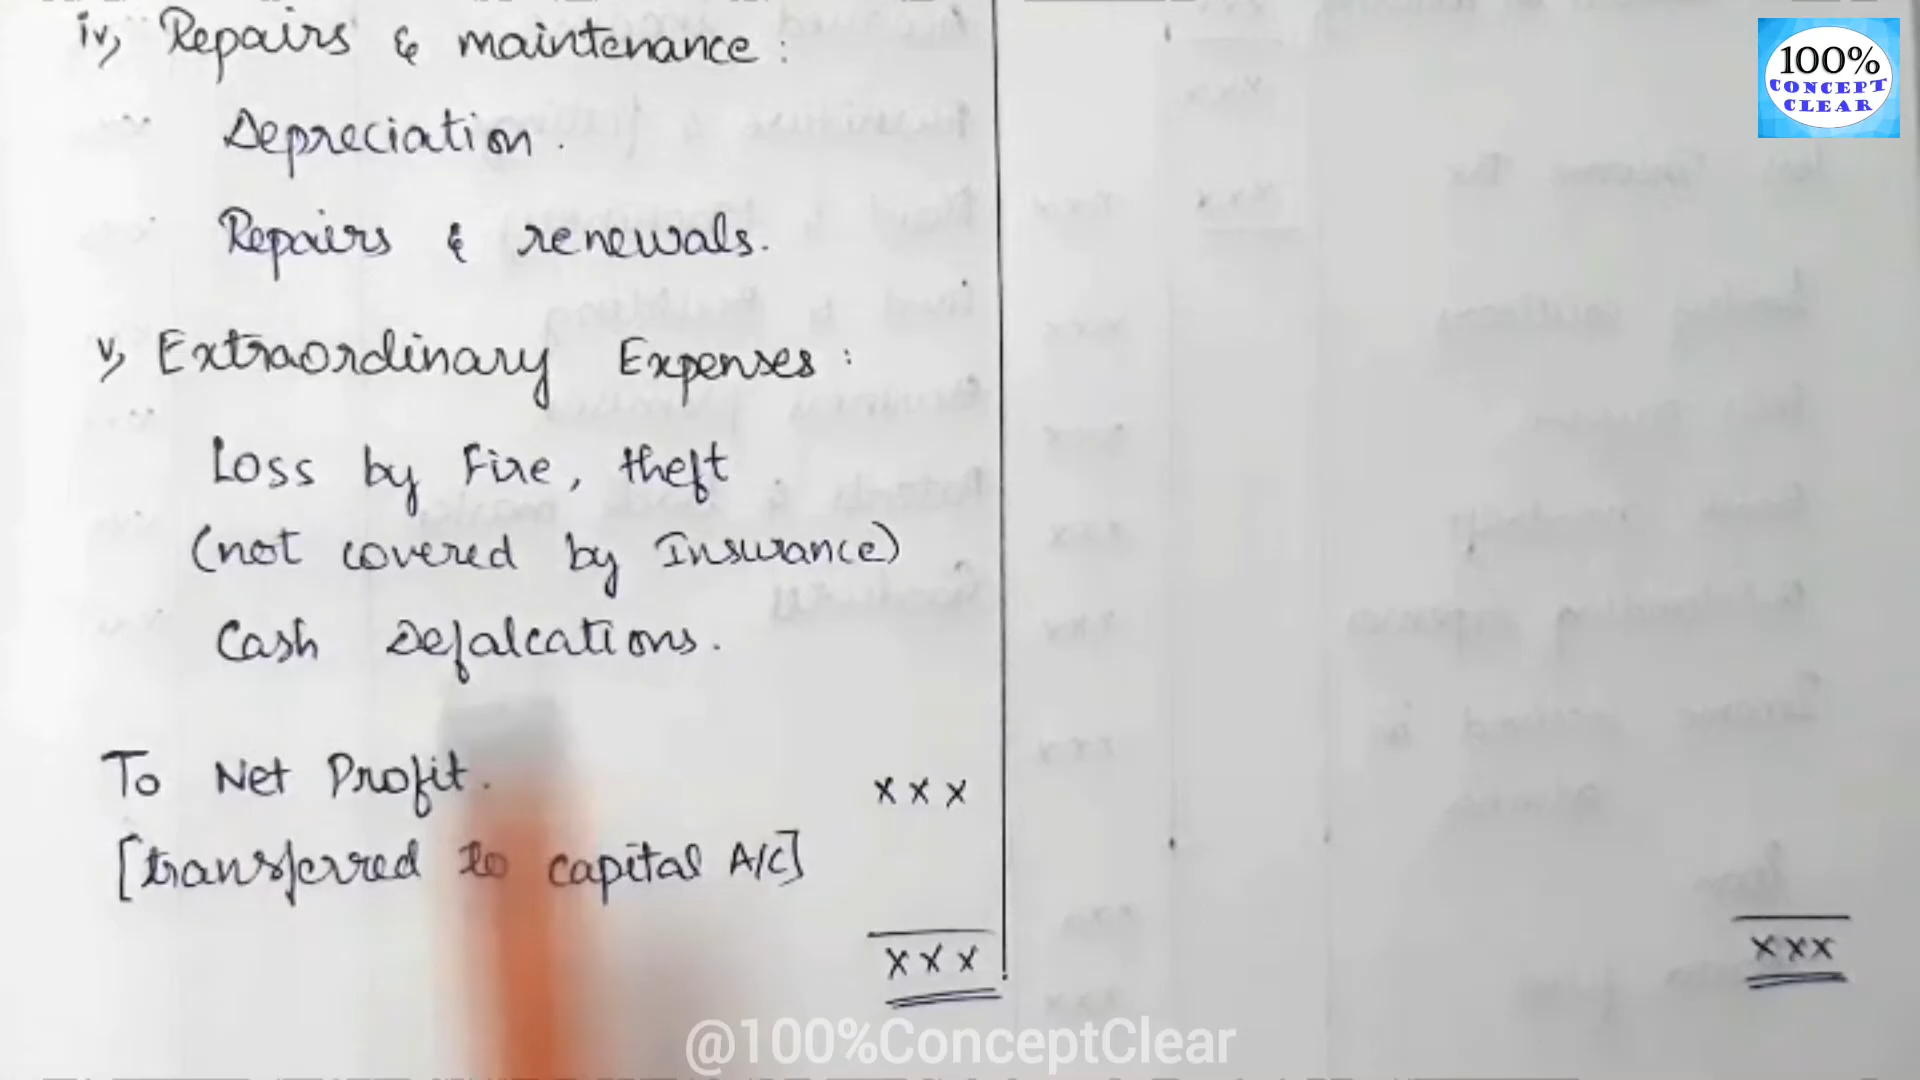 iv) Repairs & maintenance:
Depreciation.
Repairs & renewals.
v) Extraordinary Expenses:
Loss by Fire, theft
(not covered by Insurance)
Cash Defalcations.
To Net Profit. xxx
[transferred to capital A/C]
xxx xxx
100%
CONCEPT
CLEAR
@100%ConceptClear